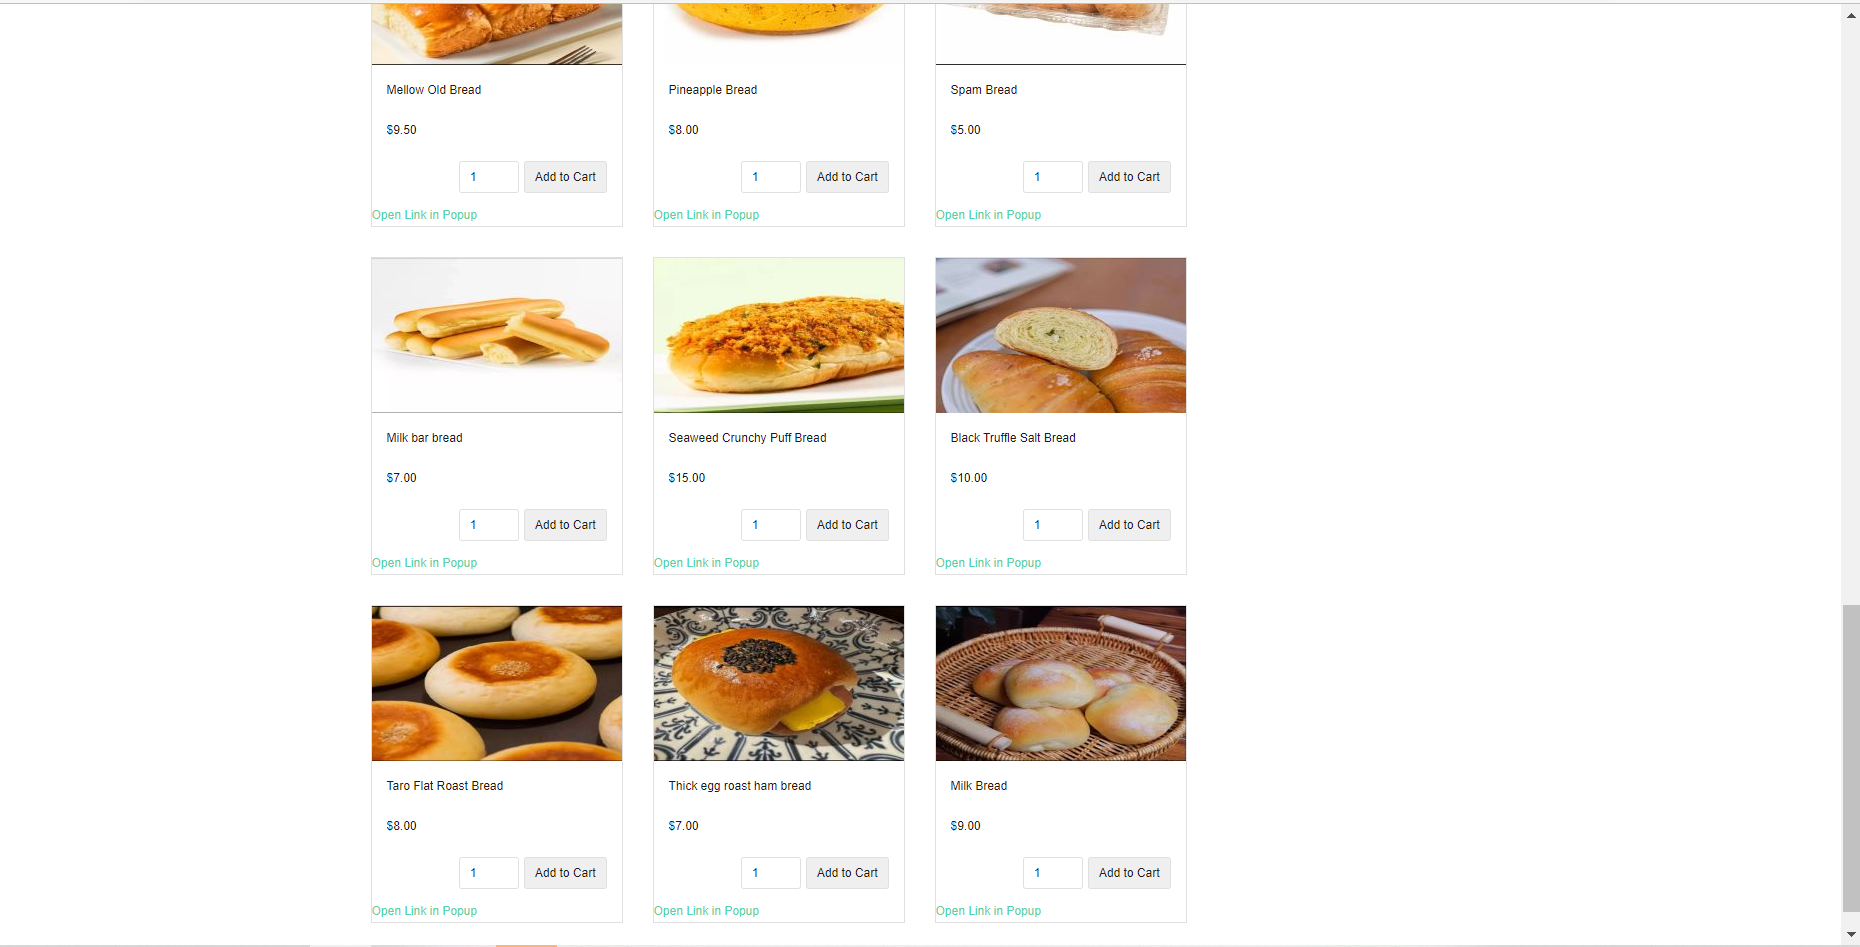 Mellow Old Bread
Pineapple Bread
Spam Bread
$9.50
$8.00
$5.00
1 Add to Cart
1 Add to Cart
1 Add to Cart
Open Link in Popup
Open Link in Popup
Open Link in Popup
Milk bar bread
Seaweed Crunchy Puff Bread
Black Truffle Salt Bread
$7.00
$15.00
$10.00
1 Add to Cart
1 Add to Cart
1 Add to Cart
Open Link in Popup
Open Link in Popup
Open Link in Popup
Taro Flat Roast Bread
Thick egg roast ham bread
Milk Bread
$8.00
$7.00
$9.00
1 Add to Cart
1 Add to Cart
1 Add to Cart
Open Link in Popup
Open Link in Popup
Open Link in Popup